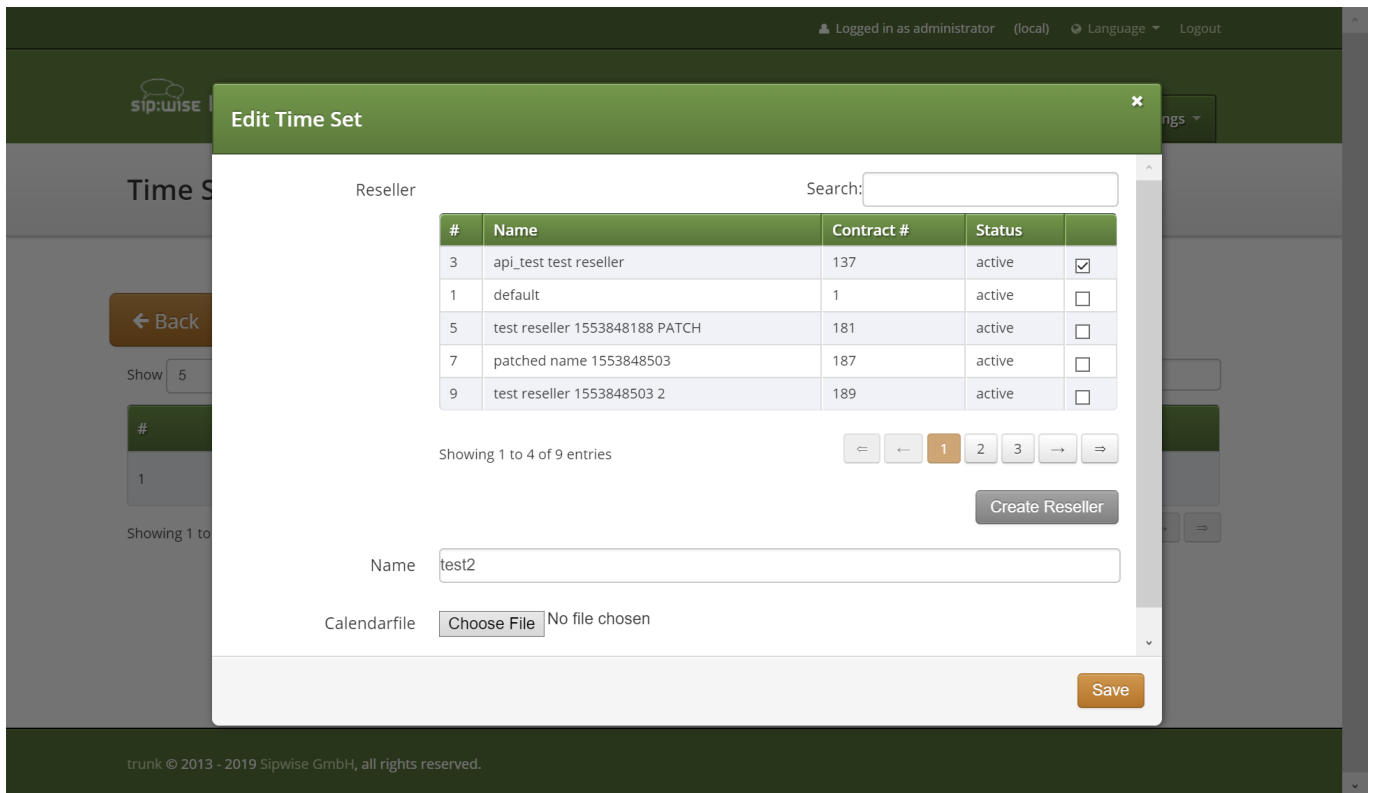 Logged in as administrator (local) Language Logout
sip:wise
ngs
Edit Time Set
Time S
Reseller Search:
# Name Contract # Status
3 api_test test reseller 137 active
1 default 1 active
5 test reseller 1553848188 PATCH 181 active
7 patched name 1553848503 187 active
9 test reseller 1553848503 2 189 active
← Back
Show 5
#
1
Showing 1 to
Showing 1 to 4 of 9 entries ⇐ ← 1 2 3 → ⇒
Create Reseller
Name test2
Calendarfile Choose File No file chosen
Save
trunk © 2013 - 2019 Sipwise GmbH, all rights reserved.